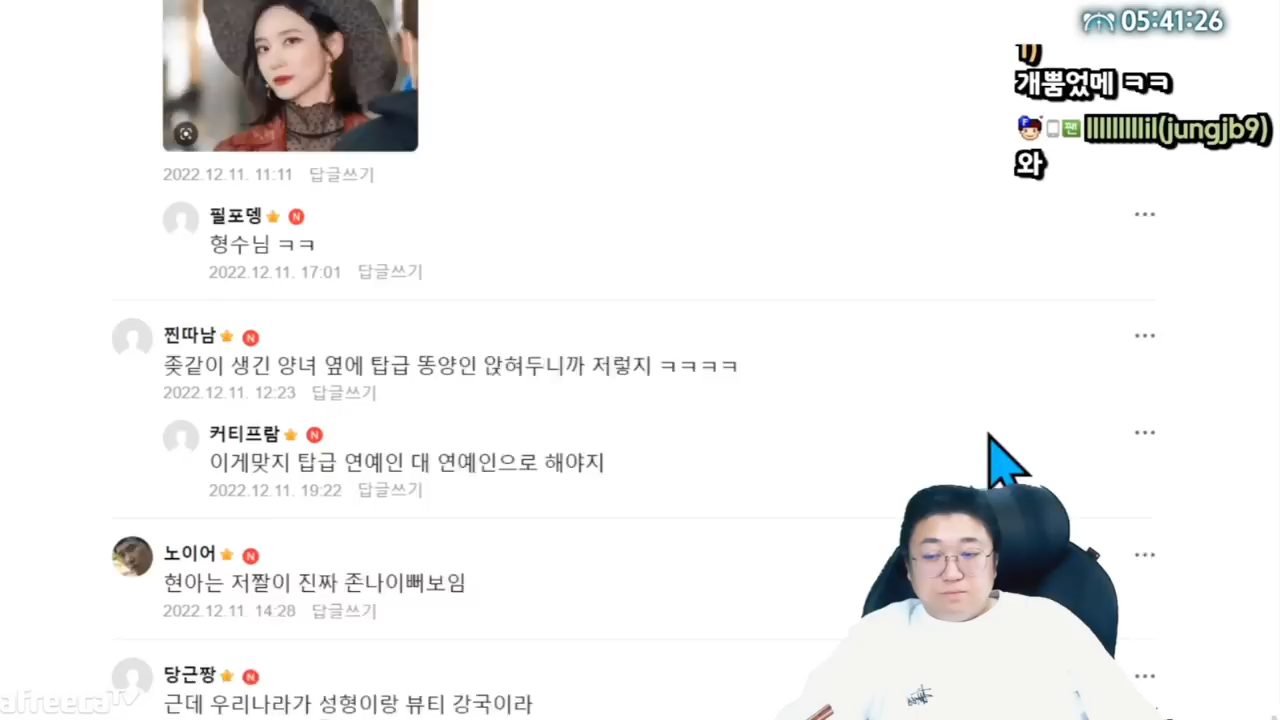 05:41:26
개뿜었메 ㅋㅋ
llllllllllil(jungjb9)
와
2022.12.11. 11:11 답글쓰기
필포뎅 N
형수님 ㅋㅋ
2022.12.11. 17:01 답글쓰기
찐따남 N
좆같이 생긴 양녀 옆에 탑급 똥양인 앉혀두니까 저렇지 ㅋㅋㅋㅋ
2022.12.11. 12:23 답글쓰기
커티프람 N
이게맞지 탑급 연예인 대 연예인으로 해야지
2022.12.11. 19:22 답글쓰기
노이어 N
현아는 저짤이 진짜 존나이뻐보임
2022.12.11. 14:28 답글쓰기
당근짱 N
근데 우리나라가 성형이랑 뷰티 강국이라
afreecaTV